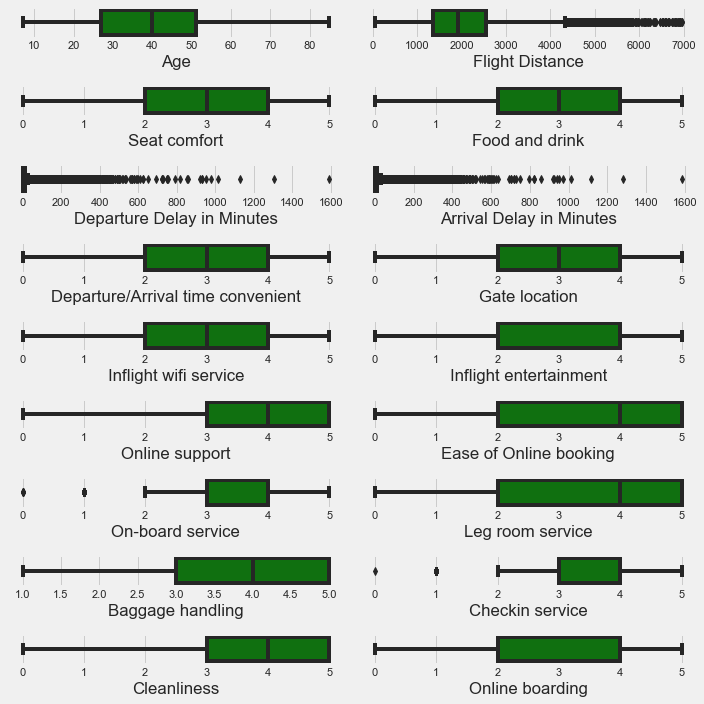 10 20 30 40 50 60 70 80
Age
0 1000 2000 3000 4000 5000 6000 7000
Flight Distance
0 1 2 3 4 5
Seat comfort
0 1 2 3 4 5
Food and drink
0 200 400 600 800 1000 1200 1400 1600
Departure Delay in Minutes
0 200 400 600 800 1000 1200 1400 1600
Arrival Delay in Minutes
0 1 2 3 4 5
Departure/Arrival time convenient
0 1 2 3 4 5
Gate location
0 1 2 3 4 5
Inflight wifi service
0 1 2 3 4 5
Inflight entertainment
0 1 2 3 4 5
Online support
0 1 2 3 4 5
Ease of Online booking
0 1 2 3 4 5
On-board service
0 1 2 3 4 5
Leg room service
1.0 1.5 2.0 2.5 3.0 3.5 4.0 4.5 5.0
Baggage handling
0 1 2 3 4 5
Checkin service
0 1 2 3 4 5
Cleanliness
0 1 2 3 4 5
Online boarding